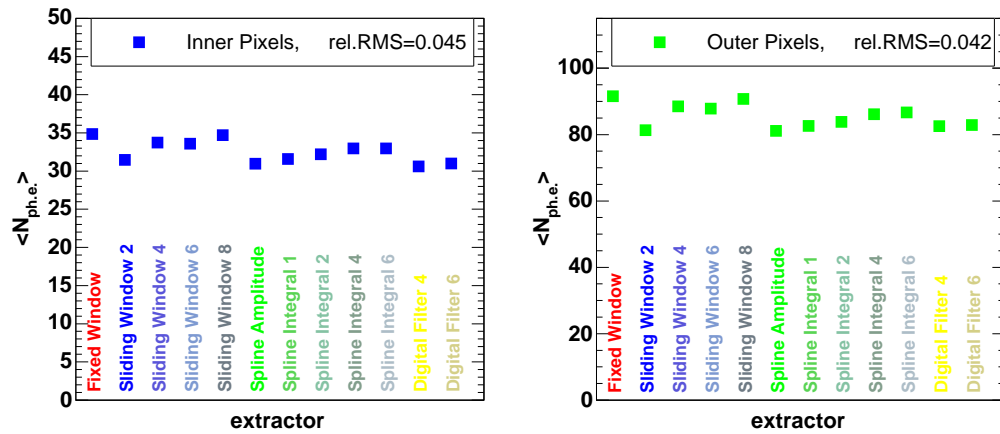 Inner Pixels, rel.RMS=0.045
<N_ph.e.>
50
45
40
35
30
25
20
15
10
5
0
Fixed Window
Sliding Window 2
Sliding Window 4
Sliding Window 6
Sliding Window 8
Spline Amplitude
Spline Integral 1
Spline Integral 2
Spline Integral 4
Spline Integral 6
Digital Filter 4
Digital Filter 6
extractor
Outer Pixels, rel.RMS=0.042
<N_ph.e.>
100
80
60
40
20
0
Fixed Window
Sliding Window 2
Sliding Window 4
Sliding Window 6
Sliding Window 8
Spline Amplitude
Spline Integral 1
Spline Integral 2
Spline Integral 4
Spline Integral 6
Digital Filter 4
Digital Filter 6
extractor